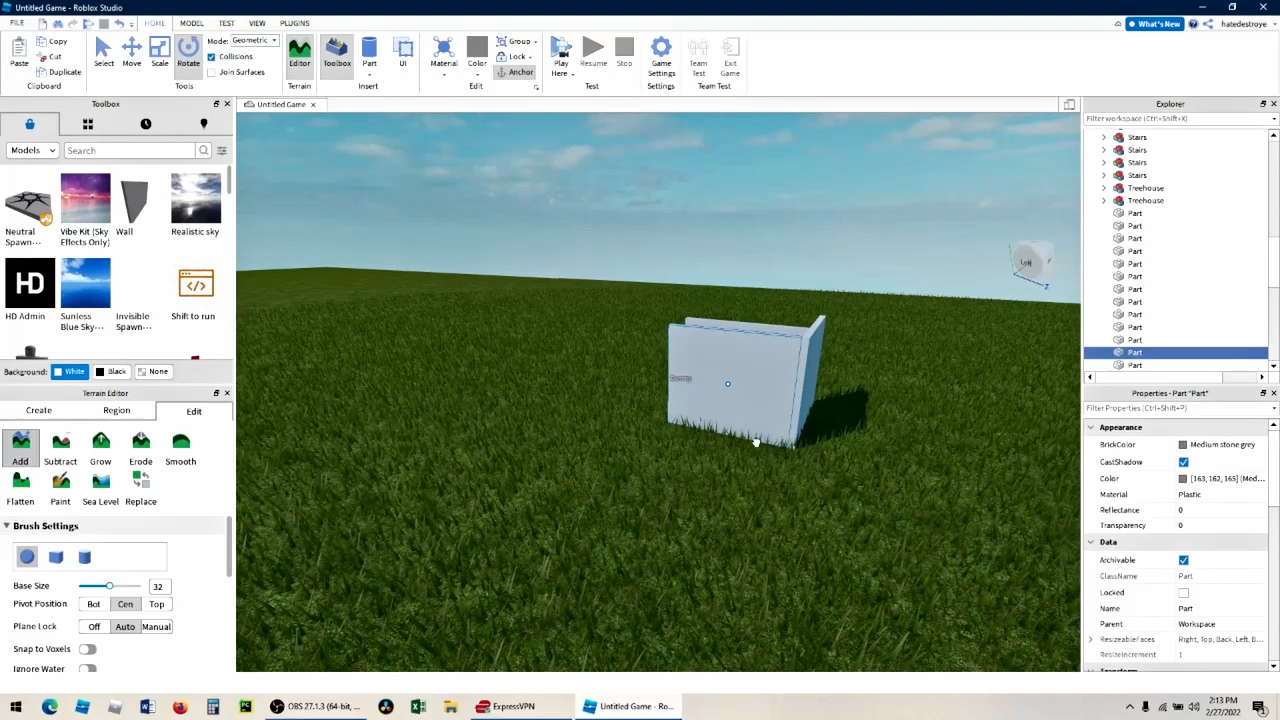 Untitled Game - Roblox Studio
FILE HOME MODEL TEST VIEW PLUGINS What's New hatedestroye
Paste Copy Cut Duplicate Select Move Scale Rotate Mode: Geometric Collisions Join Surfaces Editor Toolbox Part UI Material Color Group Lock Anchor Play Here Resume Stop Game Settings Team Test Exit Game
Clipboard Tools Terrain Insert Edit Test Settings Team Test
Toolbox
Models Search
Neutral Spawn... Vibe Kit (Sky Effects Only) Wall Realistic sky
HD
HD Admin Sunless Blue Sky... Invisible Spawn... Shift to run
Background: White Black None
Terrain Editor
Create Region Edit
Add Subtract Grow Erode Smooth
Flatten Paint Sea Level Replace
Brush Settings
Base Size 32
Pivot Position Bot Cen Top
Plane Lock Off Auto Manual
Snap to Voxels
Ignore Water
Untitled Game
Left
Z
Explorer
Filter workspace (Ctrl+Shift+X)
Stairs
Stairs
Stairs
Stairs
Treehouse
Treehouse
Part
Part
Part
Part
Part
Part
Part
Part
Part
Part
Part
Part
Part
Properties - Part "Part"
Filter Properties (Ctrl+Shift+P)
Appearance
BrickColor Medium stone grey
CastShadow
Color [163, 162, 165] (Med...
Material Plastic
Reflectance 0
Transparency 0
Data
Archivable
ClassName Part
Locked
Name Part
Parent Workspace
ResizeableFaces Right, Top, Back, Left, B...
ResizeIncrement 1
OBS 27.1.3 (64-bit, ... ExpressVPN Untitled Game - Ro...
2:13 PM
2/27/2022